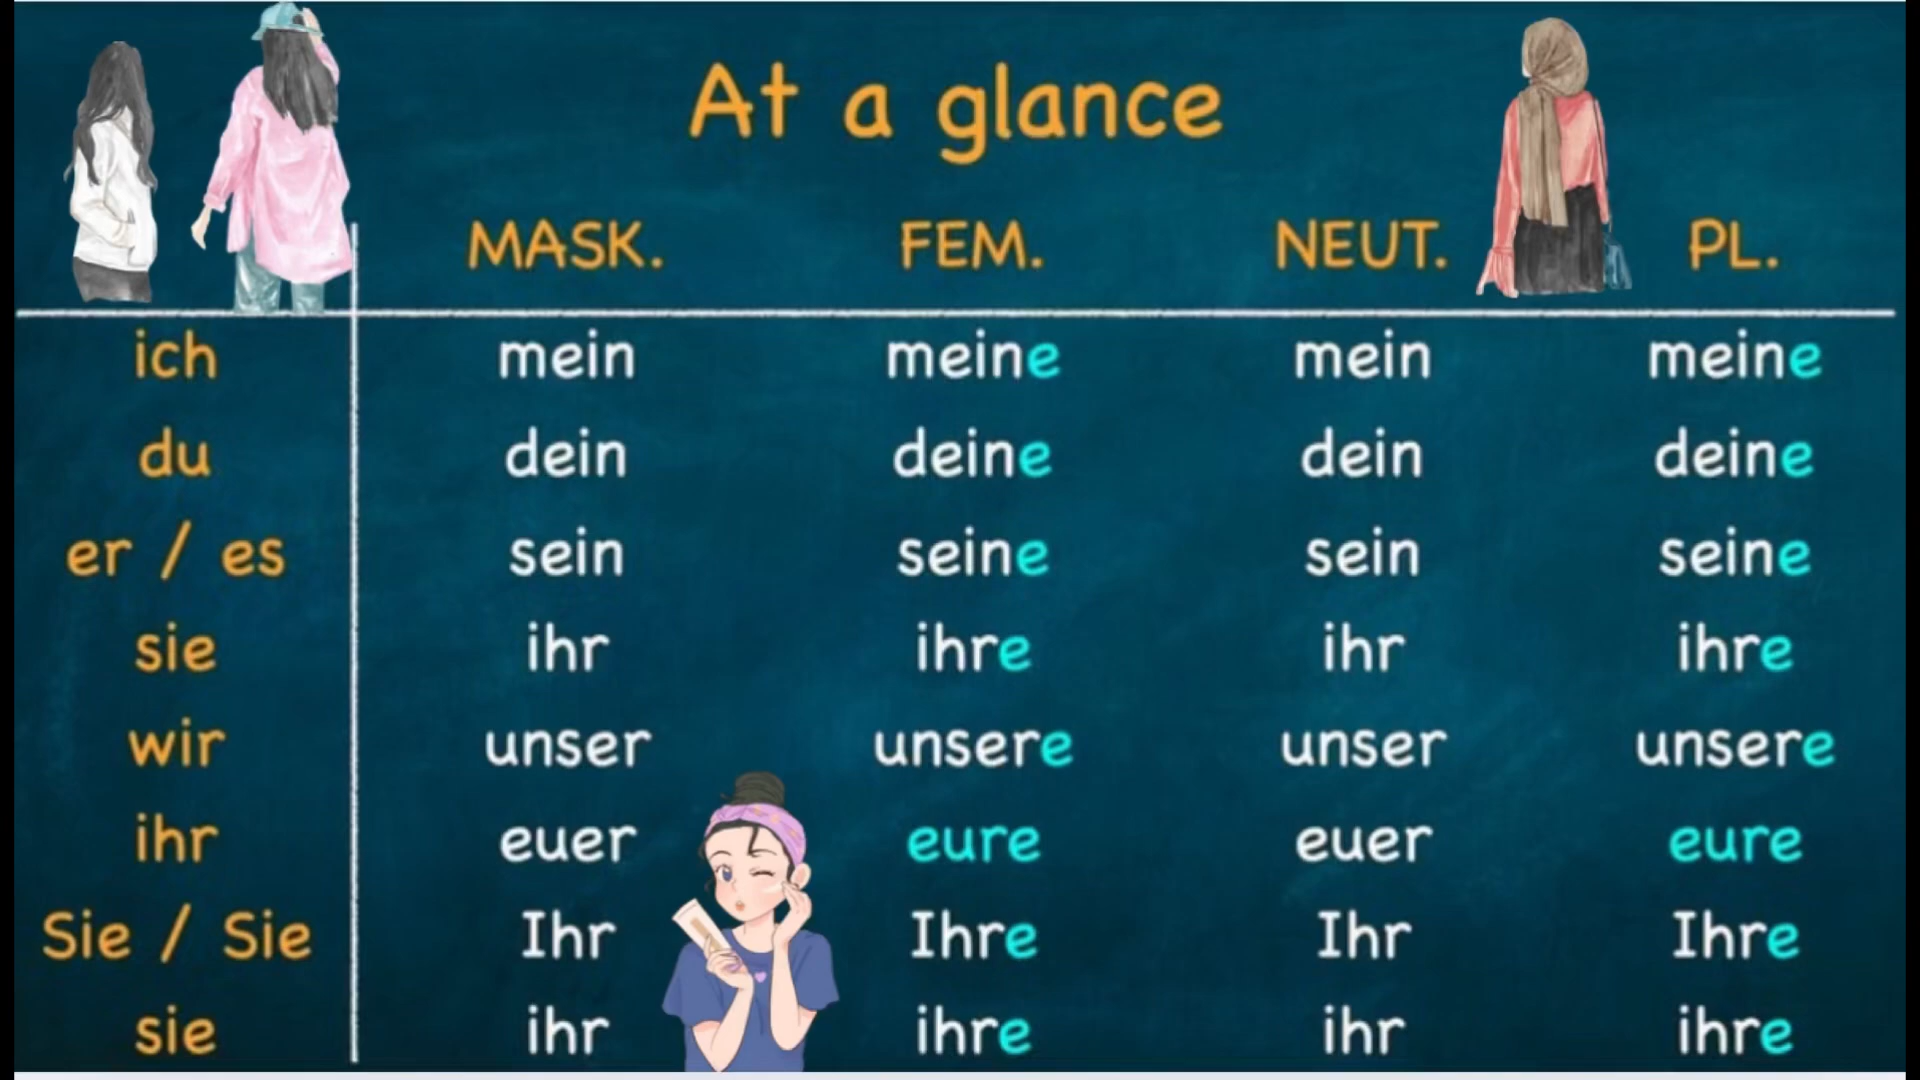 At a glance
MASK. FEM. NEUT. PL.
ich mein meine mein meine
du dein deine dein deine
er / es sein seine sein seine
sie ihr ihre ihr ihre
wir unser unsere unser unsere
ihr euer eure euer eure
Sie / Sie Ihr Ihre Ihr Ihre
sie ihr ihre ihr ihre